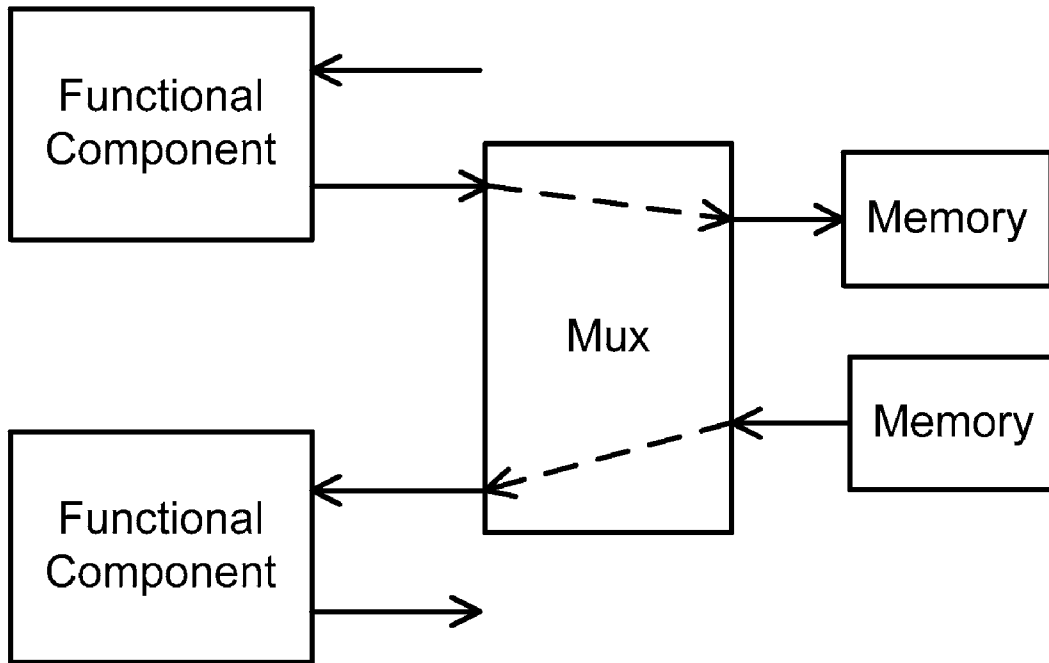 Functional
Component
Memory
Mux
Memory
Functional
Component